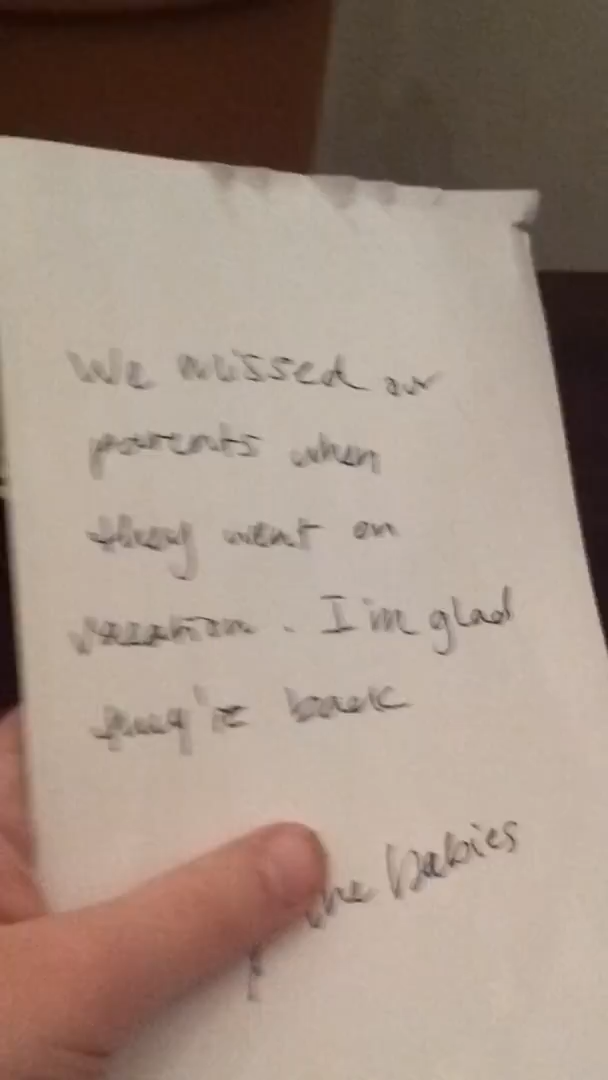 We missed our
parents when
they went on
vacation. I'm glad
they're back
the babies